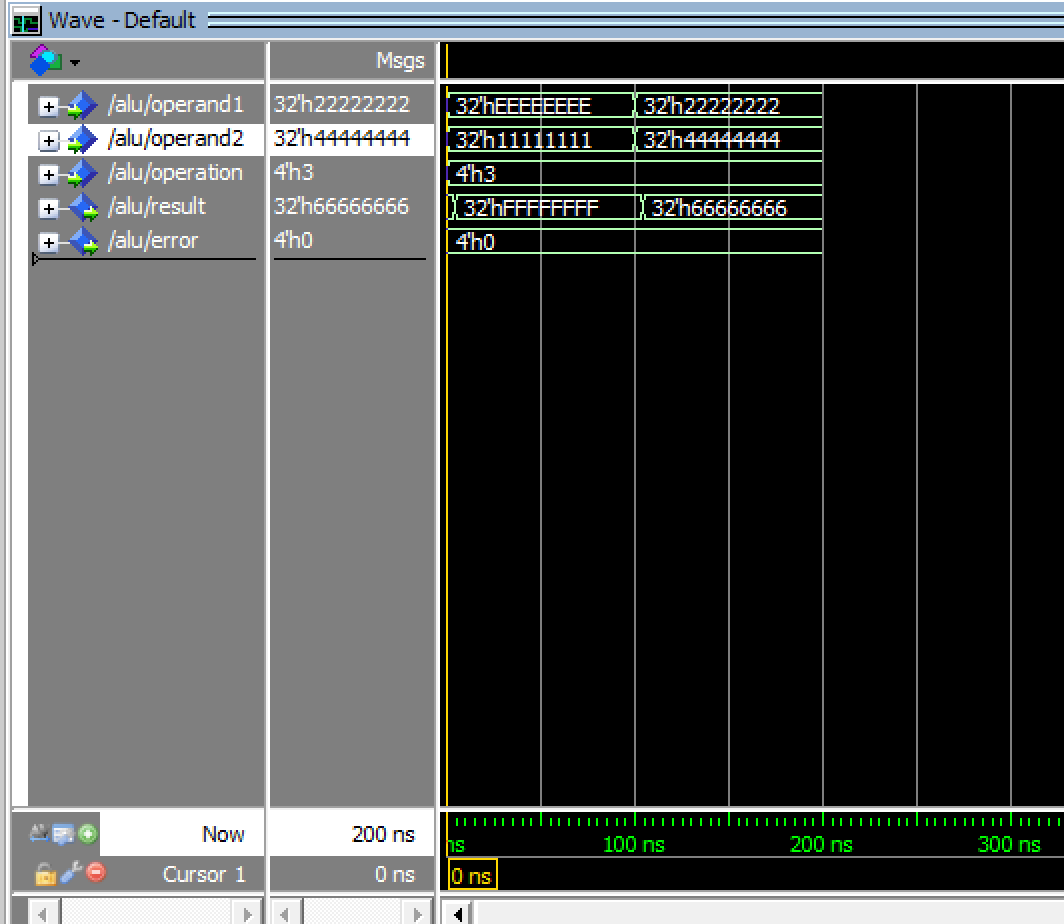 Wave - Default
Msgs
/alu/operand1 32'h22222222 32'hEEEEEEEE 32'h22222222
/alu/operand2 32'h44444444 32'h11111111 32'h44444444
/alu/operation 4'h3 4'h3
/alu/result 32'h66666666 32'hFFFFFFFF 32'h66666666
/alu/error 4'h0 4'h0
Now 200 ns ns 100 ns 200 ns 300 ns
Cursor 1 0 ns 0 ns